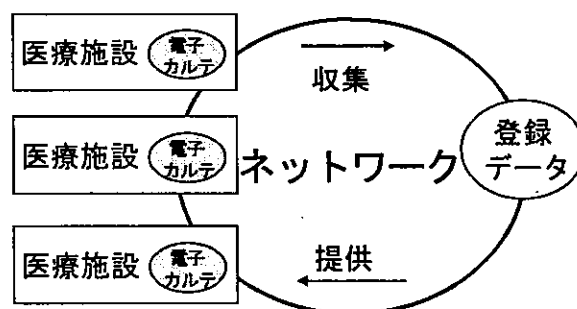 医療施設
電子
カルテ
収集
医療施設
電子
カルテ
ネットワーク
登録
データ
医療施設
電子
カルテ
提供